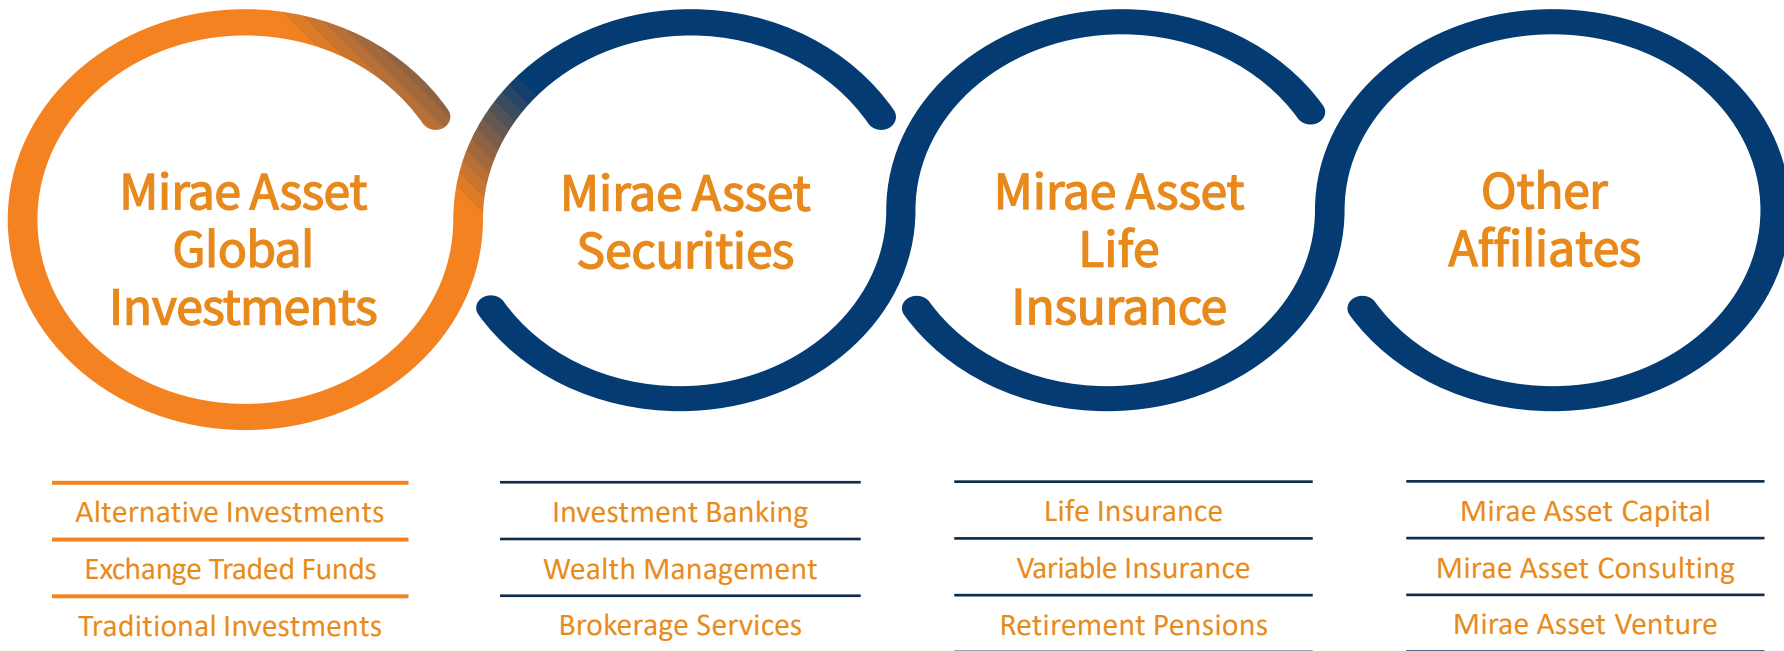 Mirae Asset
Global
Investments
Mirae Asset
Securities
Mirae Asset
Life
Insurance
Other
Affiliates
Alternative Investments
Exchange Traded Funds
Traditional Investments
Investment Banking
Wealth Management
Brokerage Services
Life Insurance
Variable Insurance
Retirement Pensions
Mirae Asset Capital
Mirae Asset Consulting
Mirae Asset Venture